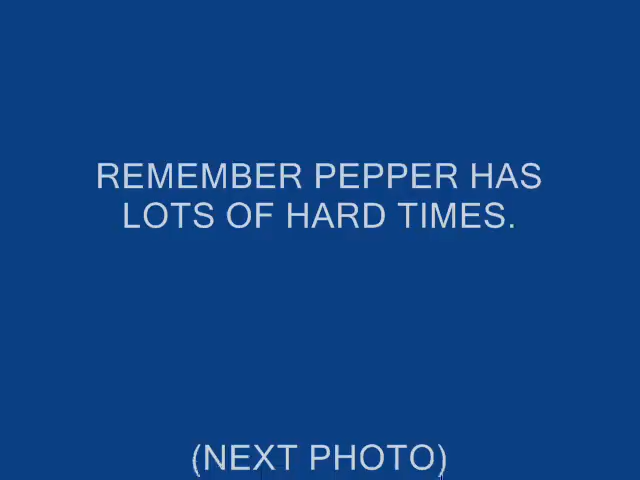 REMEMBER PEPPER HAS
LOTS OF HARD TIMES.
(NEXT PHOTO)